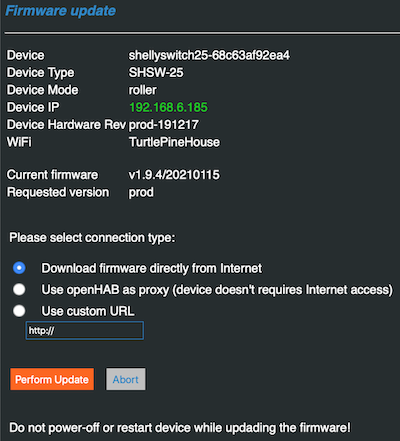 Firmware update
Device shellyswitch25-68c63af92ea4
Device Type SHSW-25
Device Mode roller
Device IP 192.168.6.185
Device Hardware Rev prod-191217
WiFi TurtlePineHouse
Current firmware v1.9.4/20210115
Requested version prod
Please select connection type:
Download firmware directly from Internet
Use openHAB as proxy (device doesn't requires Internet access)
Use custom URL
http://
Perform Update Abort
Do not power-off or restart device while updading the firmware!